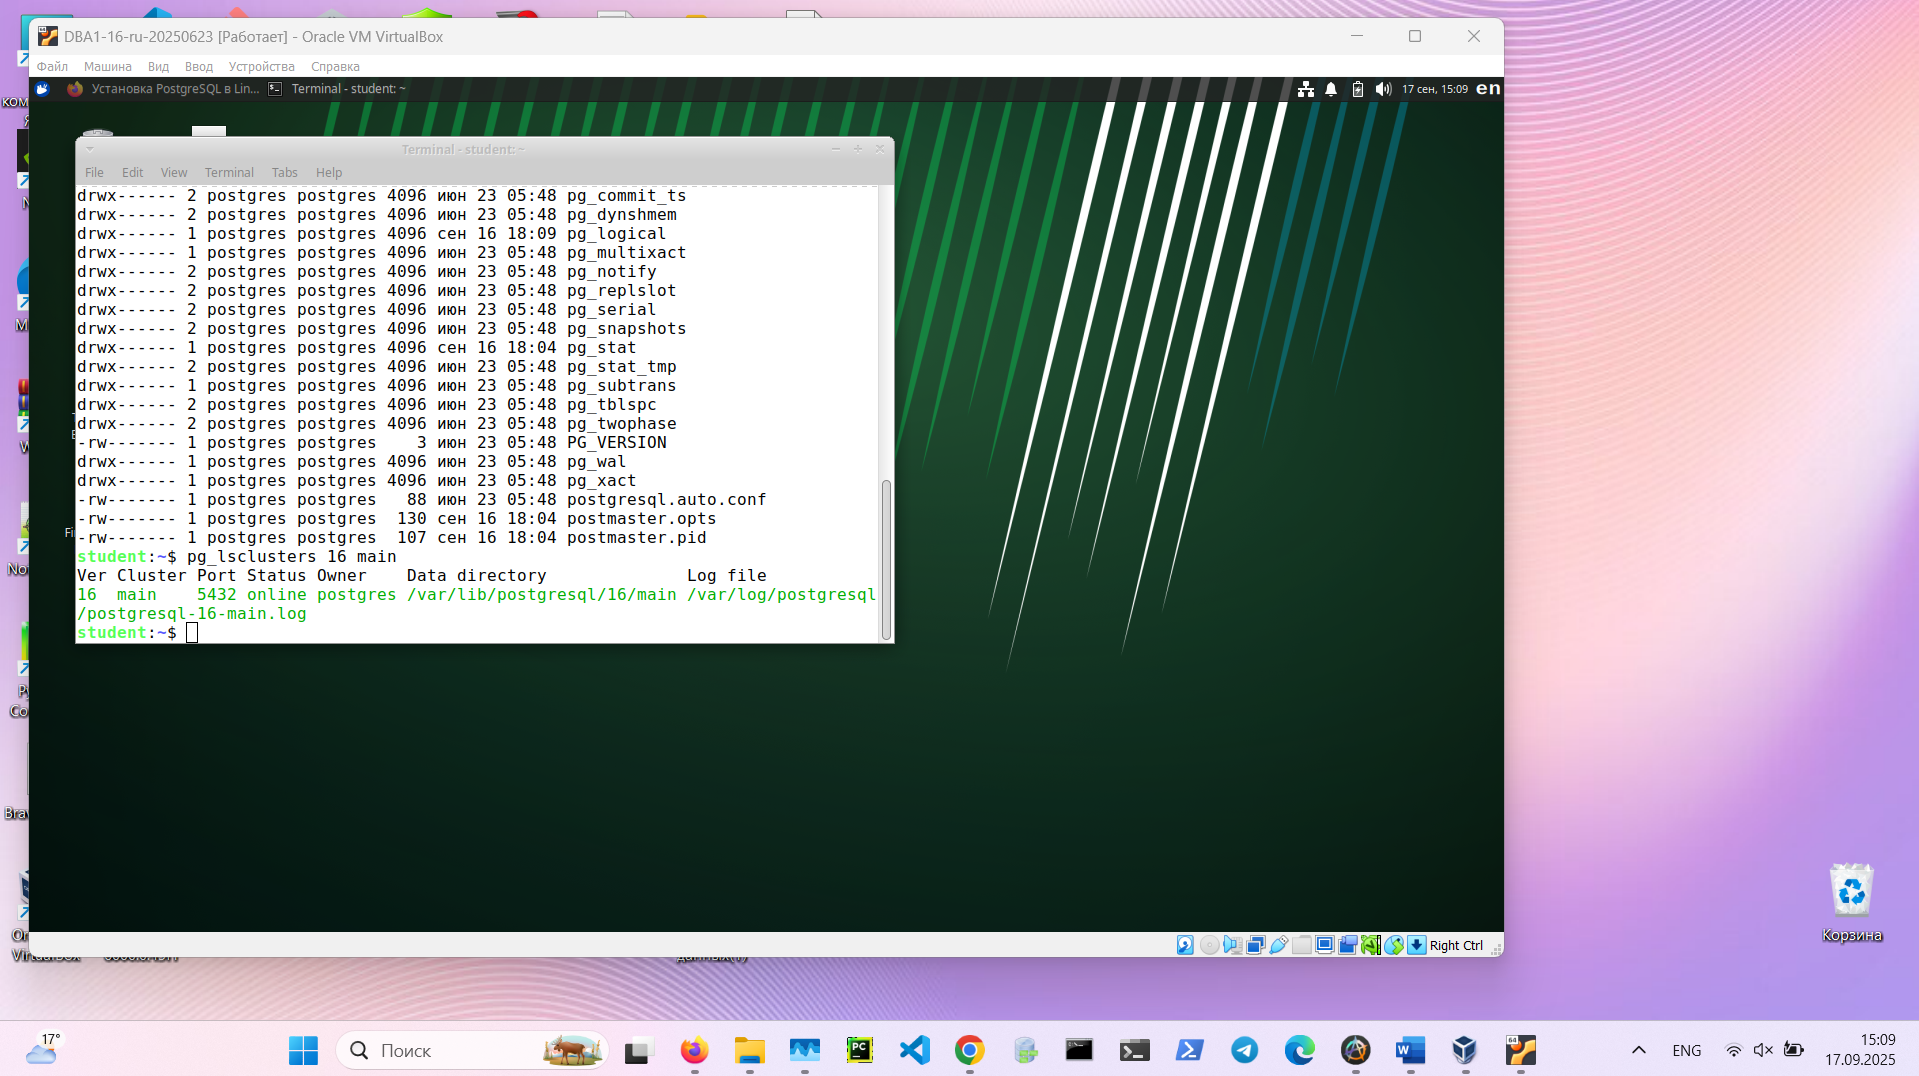 DBA1-16-ru-20250623 [Работает] - Oracle VM VirtualBox
Файл Машина Вид Ввод Устройства Справка
Установка PostgreSQL в Lin... Terminal - student: ~ 17 сен, 15:09 en
Terminal - student: ~
File Edit View Terminal Tabs Help
drwx------ 2 postgres postgres 4096 июн 23 05:48 pg_commit_ts
drwx------ 2 postgres postgres 4096 июн 23 05:48 pg_dynshmem
drwx------ 1 postgres postgres 4096 сен 16 18:09 pg_logical
drwx------ 1 postgres postgres 4096 июн 23 05:48 pg_multixact
drwx------ 2 postgres postgres 4096 июн 23 05:48 pg_notify
drwx------ 2 postgres postgres 4096 июн 23 05:48 pg_replslot
drwx------ 2 postgres postgres 4096 июн 23 05:48 pg_serial
drwx------ 2 postgres postgres 4096 июн 23 05:48 pg_snapshots
drwx------ 1 postgres postgres 4096 сен 16 18:04 pg_stat
drwx------ 2 postgres postgres 4096 июн 23 05:48 pg_stat_tmp
drwx------ 1 postgres postgres 4096 июн 23 05:48 pg_subtrans
drwx------ 2 postgres postgres 4096 июн 23 05:48 pg_tblspc
drwx------ 2 postgres postgres 4096 июн 23 05:48 pg_twophase
-rw------- 1 postgres postgres    3 июн 23 05:48 PG_VERSION
drwx------ 1 postgres postgres 4096 июн 23 05:48 pg_wal
drwx------ 1 postgres postgres 4096 июн 23 05:48 pg_xact
-rw------- 1 postgres postgres   88 июн 23 05:48 postgresql.auto.conf
-rw------- 1 postgres postgres  130 сен 16 18:04 postmaster.opts
-rw------- 1 postgres postgres  107 сен 16 18:04 postmaster.pid
student:~$ pg_lsclusters 16 main
Ver Cluster Port Status Owner    Data directory              Log file
16  main    5432 online postgres /var/lib/postgresql/16/main /var/log/postgresql
/postgresql-16-main.log
student:~$
Right Ctrl
Корзина
17°
Поиск
ENG
15:09
17.09.2025